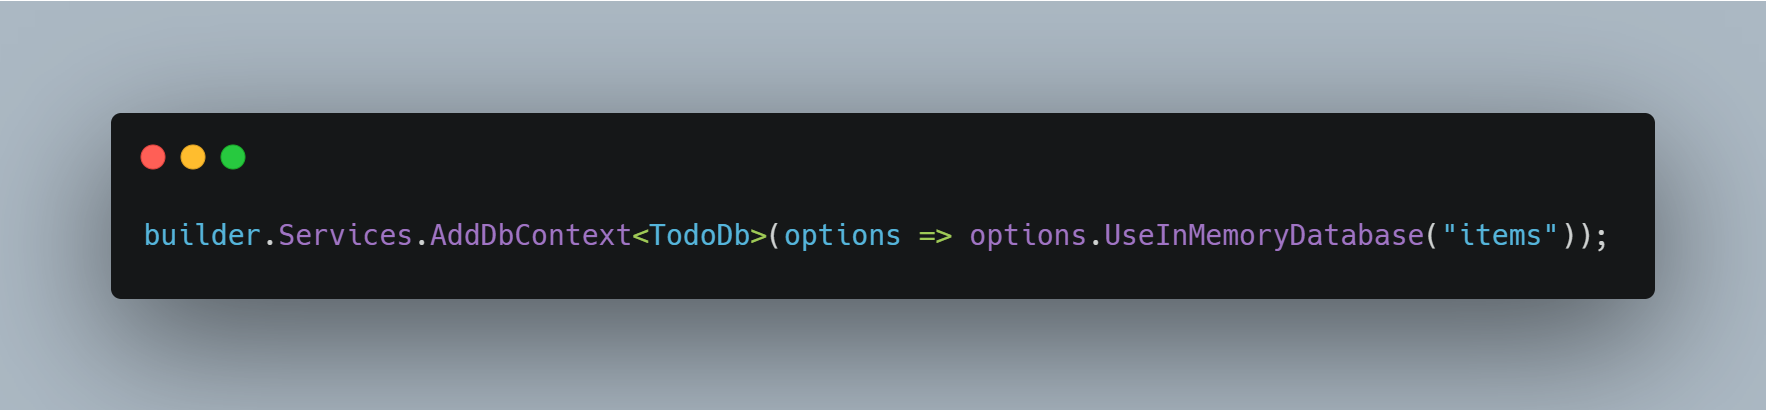 builder.Services.AddDbContext<TodoDb>(options => options.UseInMemoryDatabase("items"));